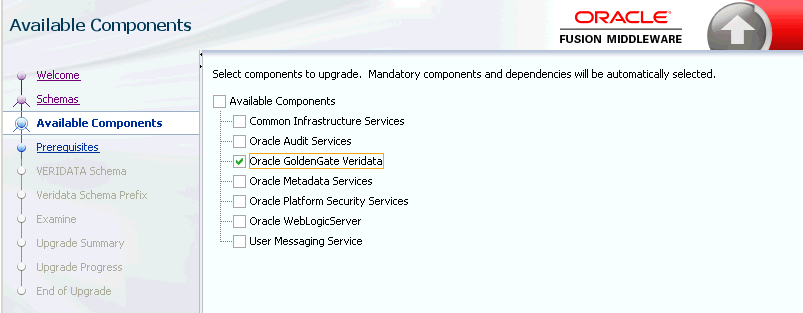 Available Components
ORACLE
FUSION MIDDLEWARE
Welcome
Schemas
Available Components
Prerequisites
VERIDATA Schema
Veridata Schema Prefix
Examine
Upgrade Summary
Upgrade Progress
End of Upgrade
Select components to upgrade. Mandatory components and dependencies will be automatically selected.
Available Components
Common Infrastructure Services
Oracle Audit Services
Oracle GoldenGate Veridata
Oracle Metadata Services
Oracle Platform Security Services
Oracle WebLogicServer
User Messaging Service